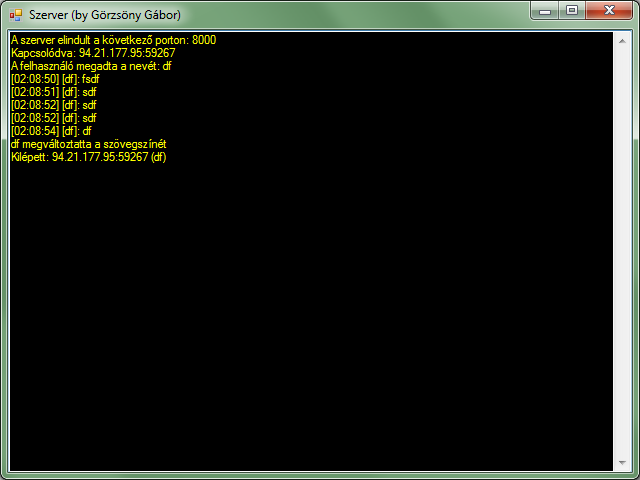 Szerver (by Görzsöny Gábor)
A szerver elindult a következő porton: 8000
Kapcsolódva: 94.21.177.95:59267
A felhasználó megadta a nevét: df
[02:08:50] [df]: fsdf
[02:08:51] [df]: sdf
[02:08:52] [df]: sdf
[02:08:52] [df]: sdf
[02:08:54] [df]: df
df megváltoztatta a szövegszínét
Kilépett: 94.21.177.95:59267 (df)